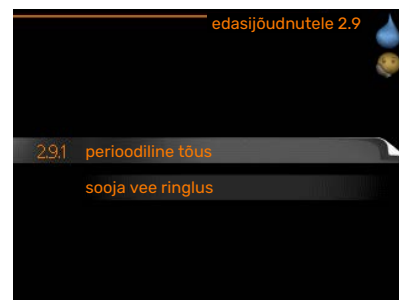 edasijõudnutele 2.9
2.9.1 perioodiline tõus
sooja vee ringlus